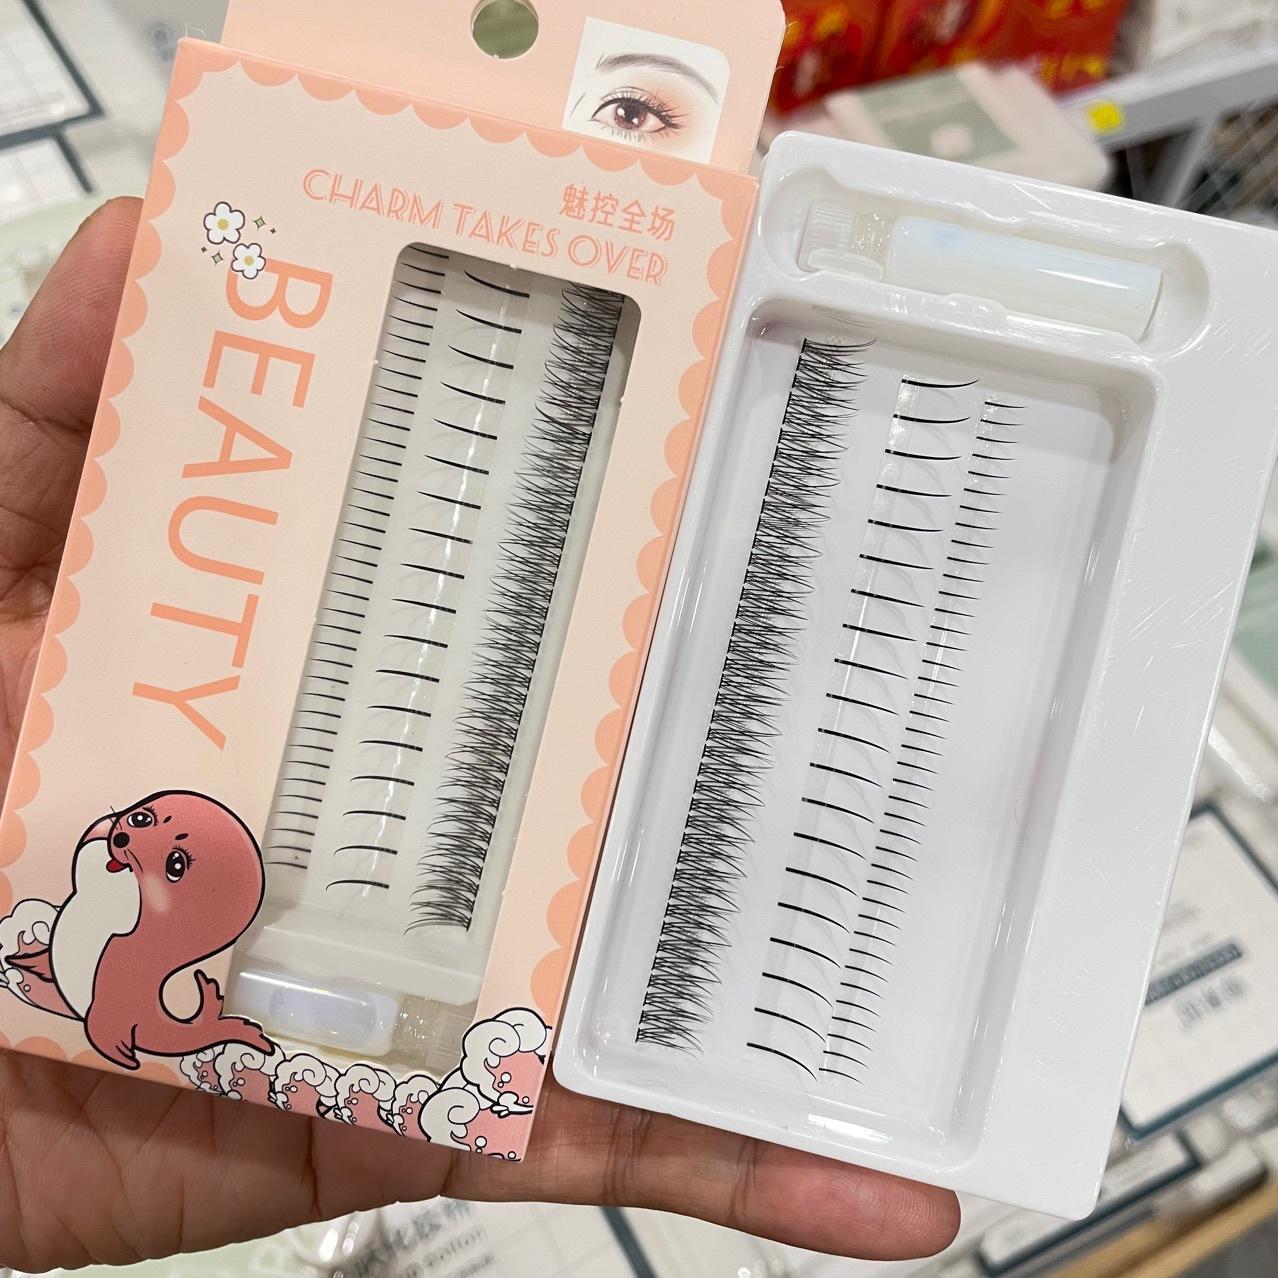 魅控全场
CHARM TAKES OVER
BEAUTY